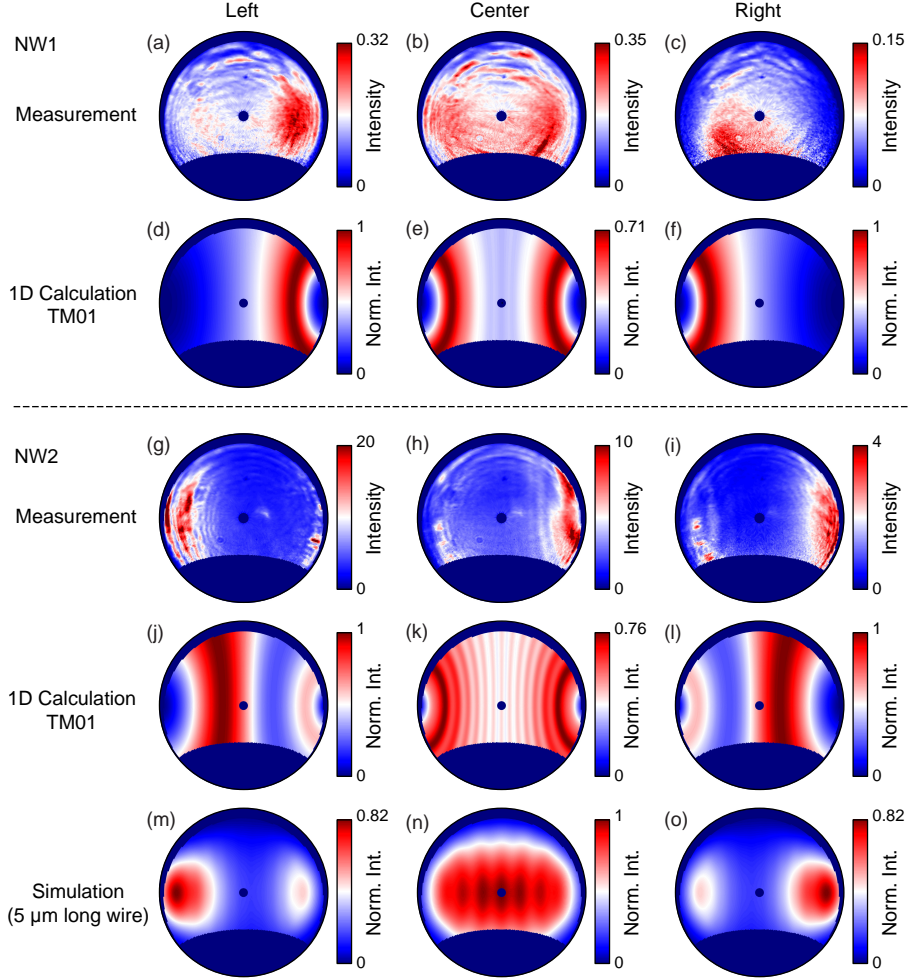 Left Center Right
NW1
(a) 0.32 (b) 0.35 (c) 0.15
Measurement Intensity Intensity Intensity
0 0 0
(d) 1 (e) 0.71 (f) 1
1D Calculation
TM01
Norm. Int. Norm. Int. Norm. Int.
0 0 0
NW2
(g) 20 (h) 10 (i) 4
Measurement Intensity Intensity Intensity
0 0 0
(j) 1 (k) 0.76 (l) 1
1D Calculation
TM01
Norm. Int. Norm. Int. Norm. Int.
0 0 0
(m) 0.82 (n) 1 (o) 0.82
Simulation
(5 µm long wire)
Norm. Int. Norm. Int. Norm. Int.
0 0 0